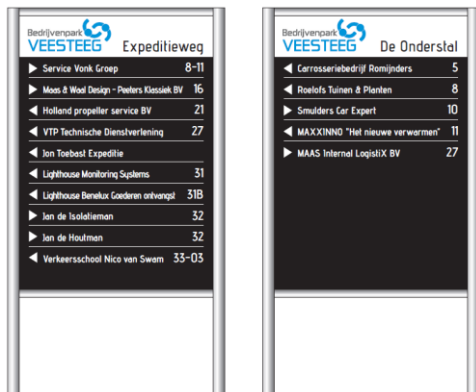 Bedrijvenpark
VEESTEEG
Expeditieweg
Service Vonk Groep 8-11
Maas & Waal Design - Peeters Klassiek BV 16
Holland propeller service BV 21
VTP Technische Dienstverlening 27
Jon Toebast Expeditie
Lighthouse Monitoring Systems 31
Lighthouse Benelux Goederen ontvangst 31B
Jan de Isolatieman 32
Jan de Houtman 32
Verkeersschool Nico van Swam 33-03
Bedrijvenpark
VEESTEEG
De Onderstal
Carrosseriebedrijf Romijnders 5
Roelofs Tuinen & Planten 8
Smulders Car Expert 10
MAXXINNO "Het nieuwe verwarmen" 11
MAAS Internal LogistiX BV 27